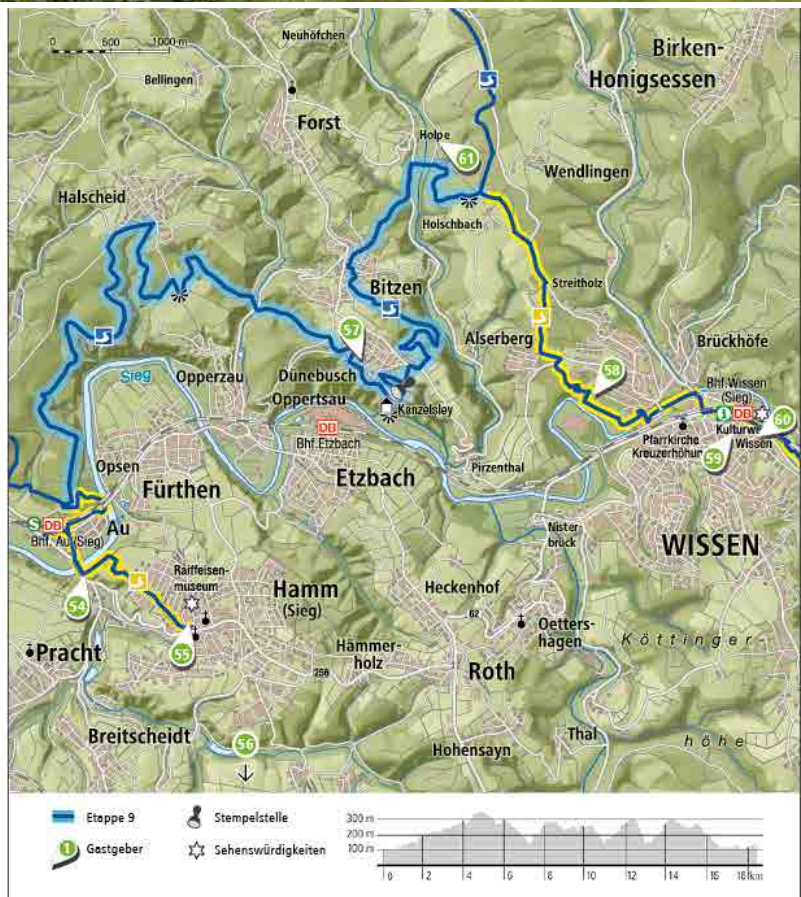 0 500 1000 m
Neuhöfchen
Bellingen
Birken-
Honigsessen
Forst
Holpe
61
Wendlingen
Halscheid
Holschbach
Streitholz
Bitzen
57
Alserberg
Brückhöfe
58
Sieg
Opperzau
Dünebusch
Oppertsau
Kanzelsley
Bhf. Wissen
(Sieg)
i
DB
60
Kulturwe
Wissen
59
DB
Bhf. Etzbach
Pfarrkirche
Kreuzerhöhun
Opsen
Fürthen
Etzbach
Pirzenthal
Au
S
DB
Bhf. Au (Sieg)
Nister
brück
WISSEN
54
Raiffeisen-
museum
Hamm
(Sieg)
Heckenhof
62
Oetters-
hagen
55
Pracht
Hämmer-
holz
Roth
Köttinger-
256
Breitscheidt
56
Hohensayn
Thal
höhe
Etappe 9
Stempelstelle
1
Gastgeber
Sehenswürdigkeiten
300 m
200 m
100 m
0 2 4 6 8 10 12 14 16 18 km